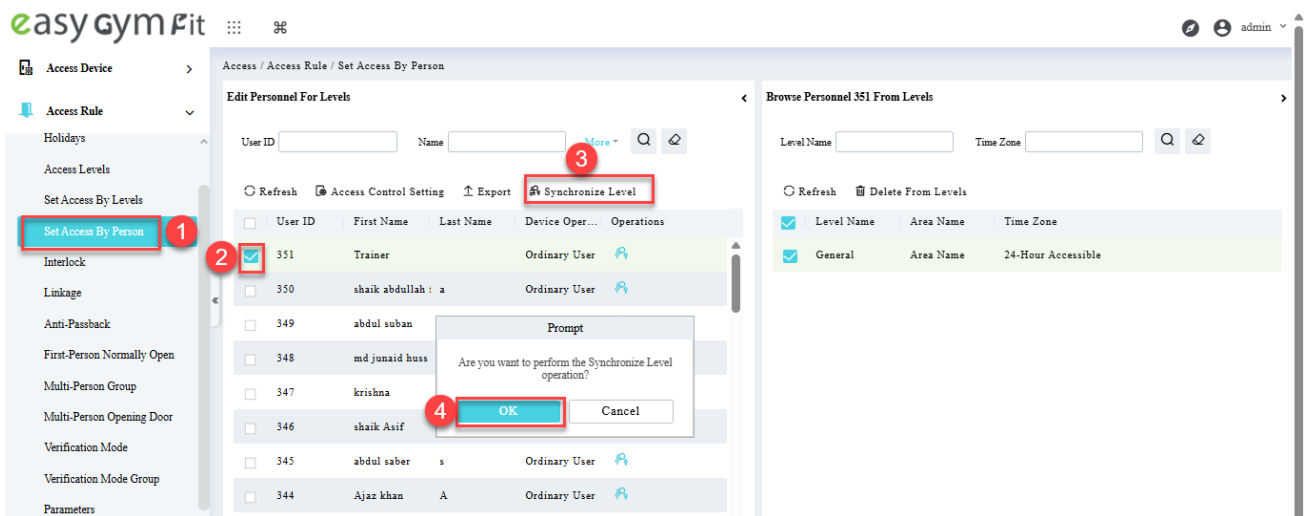 easy Gym Fit
admin
Access Device
Access Rule
Holidays
Access Levels
Set Access By Levels
Set Access By Person
1
Interlock
Linkage
Anti-Passback
First-Person Normally Open
Multi-Person Group
Multi-Person Opening Door
Verification Mode
Verification Mode Group
Parameters
Access / Access Rule / Set Access By Person
Edit Personnel For Levels
User ID Name More
3
Refresh Access Control Setting Export Synchronize Level
User ID First Name Last Name Device Oper... Operations
2 351 Trainer Ordinary User
350 shaik abdullah a Ordinary User
349 abdul suban
348 md junaid huss
347 krishna
346 shaik Asif
345 abdul saber s Ordinary User
344 Ajaz khan A Ordinary User
Prompt
Are you want to perform the Synchronize Level
operation?
4 OK Cancel
Browse Personnel 351 From Levels
Level Name Time Zone
Refresh Delete From Levels
Level Name Area Name Time Zone
General Area Name 24-Hour Accessible